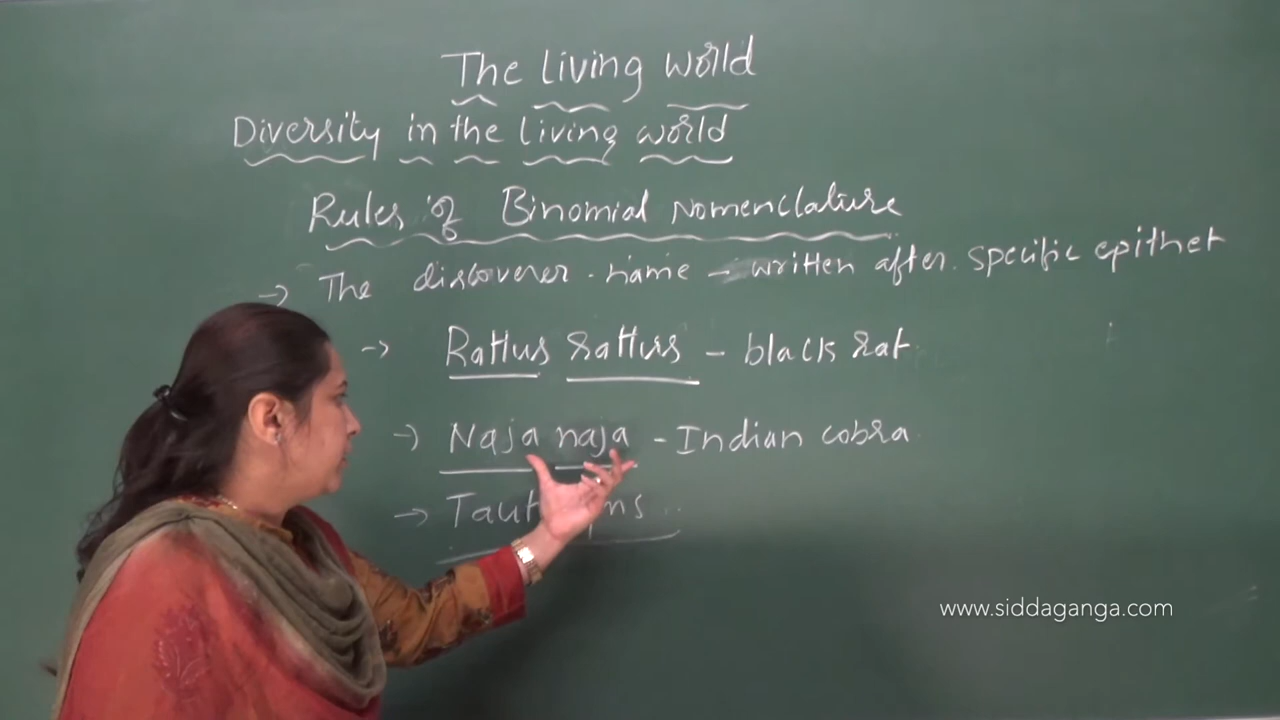 The living world
Diversity in the living world
Rules of Binomial Nomenclature
→ The discoverer name - written after specific epithet
→ Rattus rattus - black rat
→ Naja naja - Indian cobra
→
www.siddaganga.com